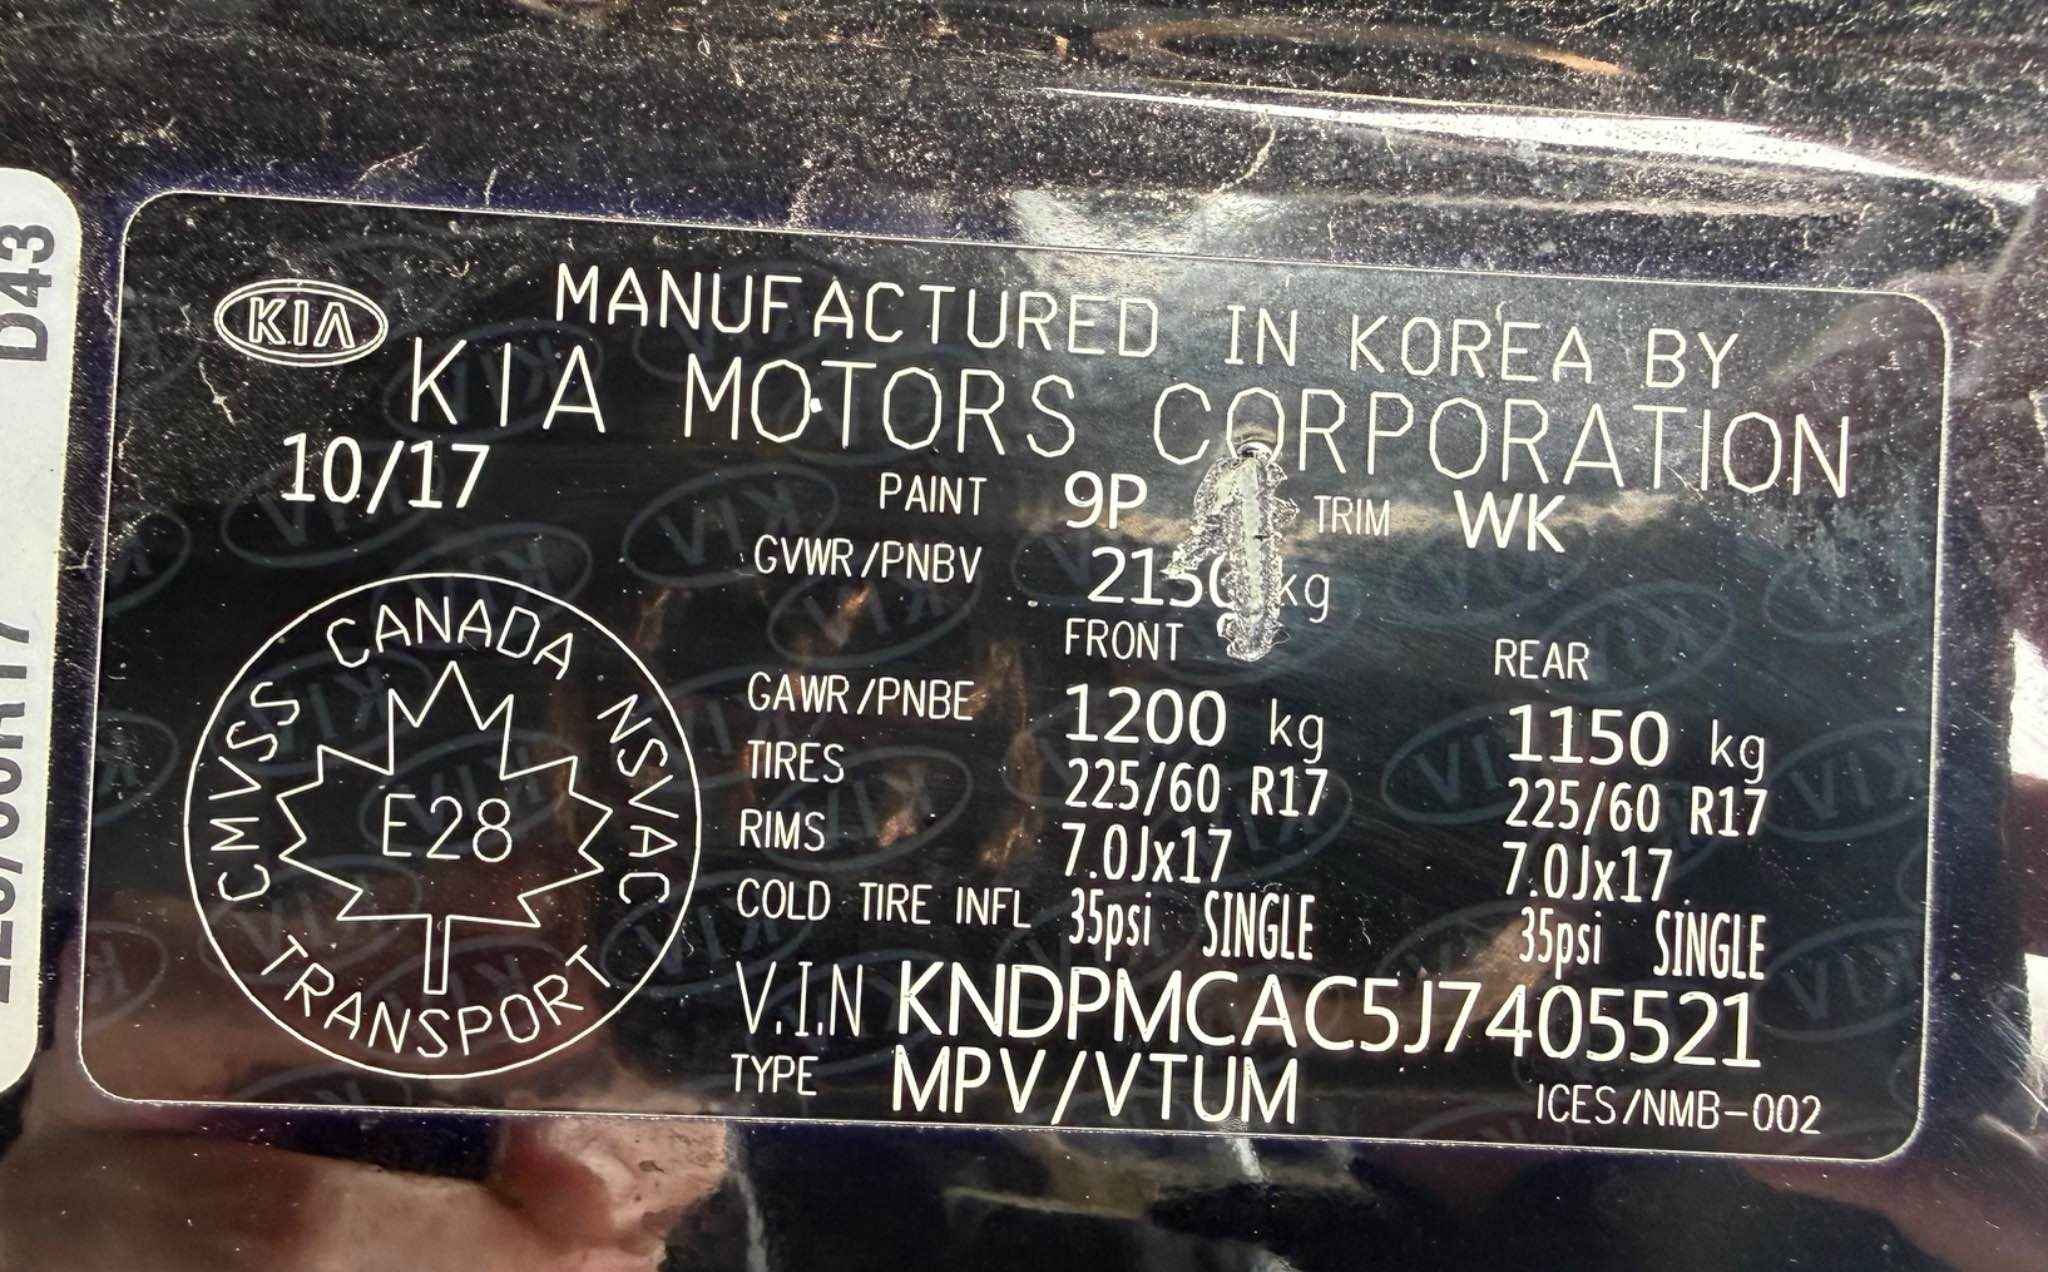 D43
KIA
MANUFACTURED IN KOREA BY
KIA MOTORS CORPORATION
10/17
PAINT 9P TRIM WK
GVWR/PNBV 2150 kg
FRONT REAR
GAWR/PNBE 1200 kg 1150 kg
TIRES 225/60 R17 225/60 R17
RIMS 7.0Jx17 7.0Jx17
COLD TIRE INFL 35psi SINGLE 35psi SINGLE
V.I.N KNDPMCAC5J7405521
TYPE MPV/VTUM
ICES/NMB-002
CANADA
CMVSS NSVAC
E28
TRANSPORT